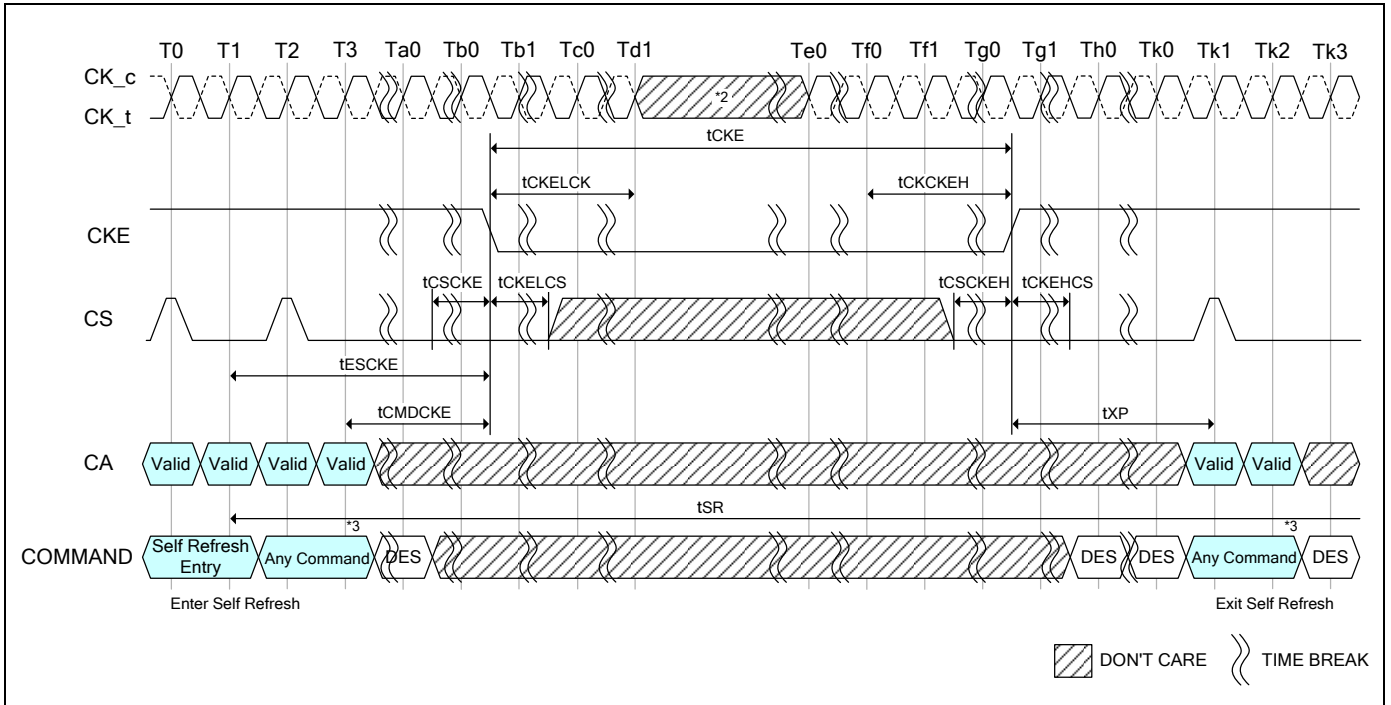 T0 T1 T2 T3 Ta0 Tb0 Tb1 Tc0 Td1 Te0 Tf0 Tf1 Tg0 Tg1 Th0 Tk0 Tk1 Tk2 Tk3
CK_c
*2
CK_t
tCKE
tCKELCK tCKCKEH
CKE
tCSCKE tCKELCS tCSCKEH tCKEHCS
CS
tESCKE
tCMDCKE tXP
CA Valid Valid Valid Valid Valid Valid
tSR
*3 *3
COMMAND Self Refresh Entry Any Command DES DES DES Any Command DES
Enter Self Refresh Exit Self Refresh
DON'T CARE TIME BREAK